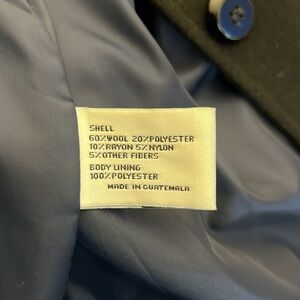 SHELL
60%WOOL 20%POLYESTER
10%RAYON 5%NYLON
5%OTHER FIBERS
BODY LINING
100%POLYESTER
MADE IN GUATEMALA